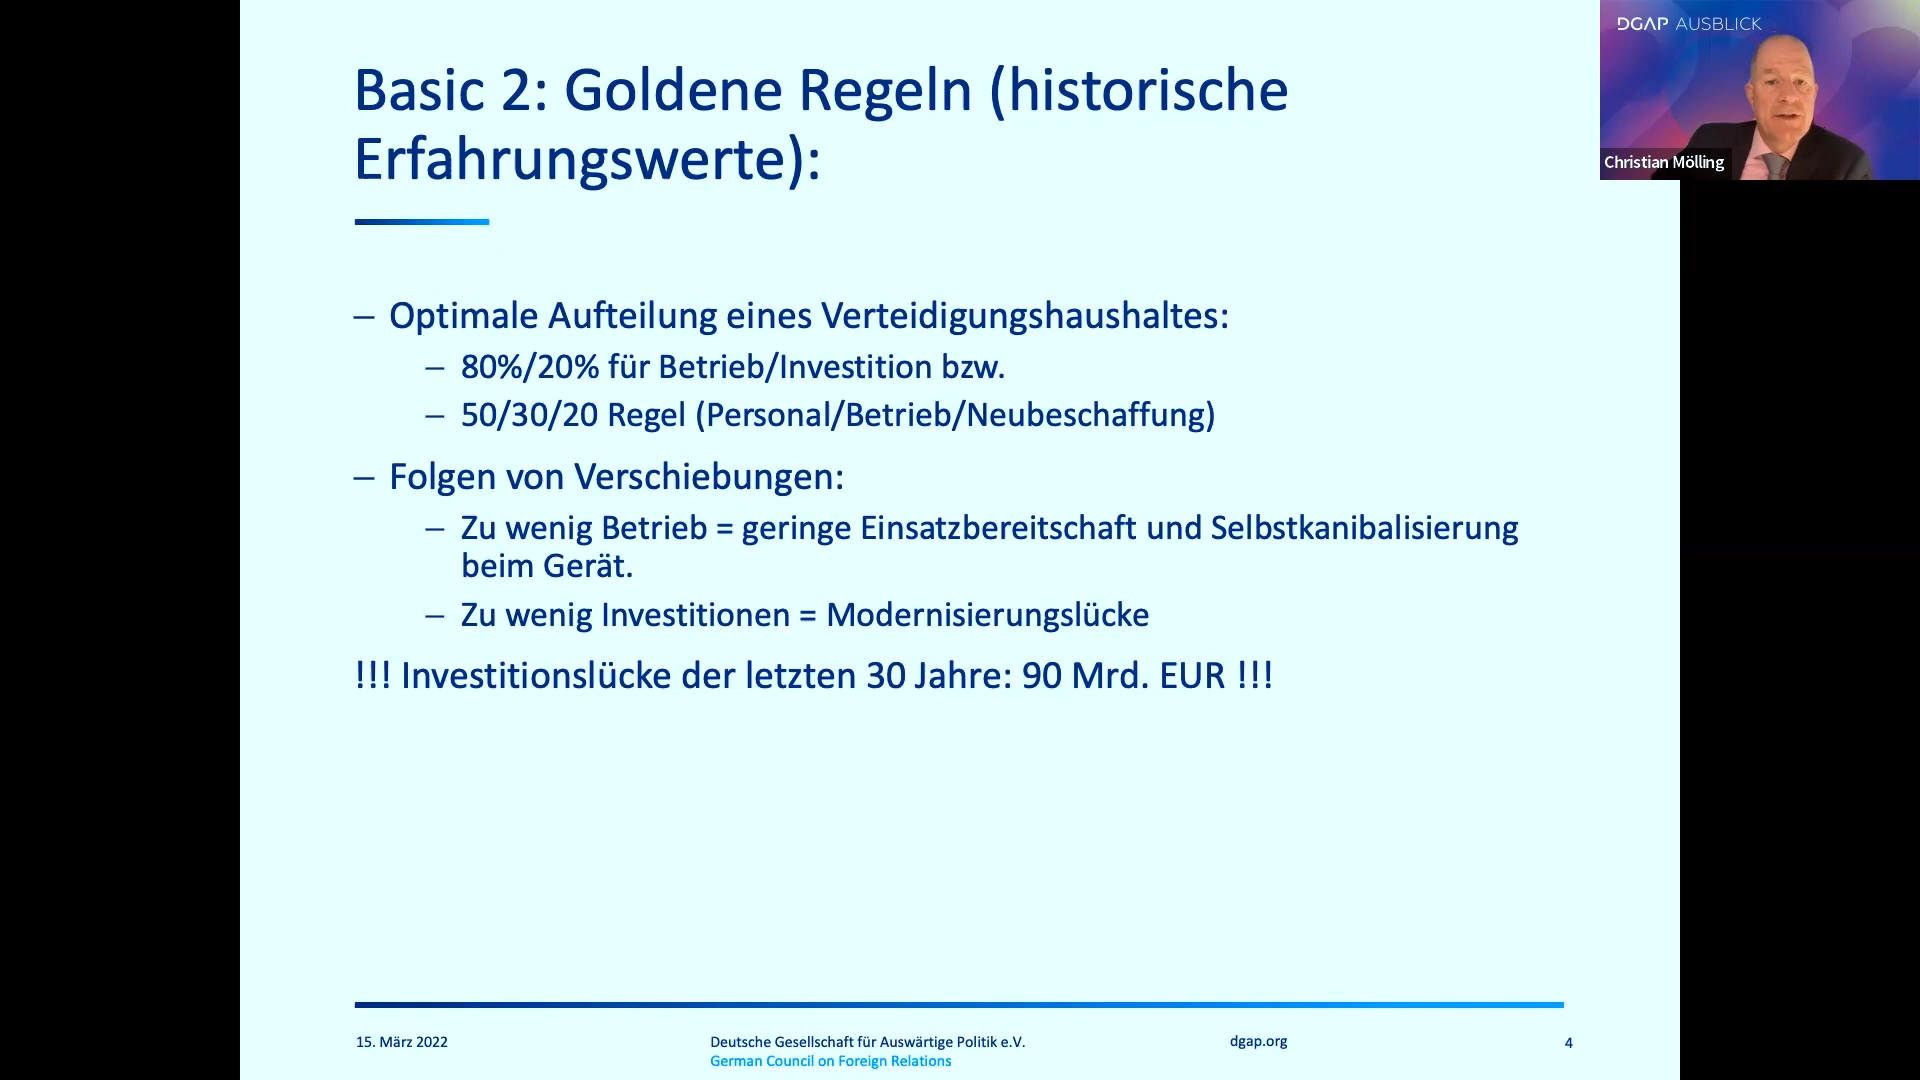 Basic 2: Goldene Regeln (historische
Erfahrungswerte):
– Optimale Aufteilung eines Verteidigungshaushaltes:
– 80%/20% für Betrieb/Investition bzw.
– 50/30/20 Regel (Personal/Betrieb/Neubeschaffung)
– Folgen von Verschiebungen:
– Zu wenig Betrieb = geringe Einsatzbereitschaft und Selbstkanibalisierung
beim Gerät.
– Zu wenig Investitionen = Modernisierungslücke
!!! Investitionslücke der letzten 30 Jahre: 90 Mrd. EUR !!!
15. März 2022
Deutsche Gesellschaft für Auswärtige Politik e.V.
German Council on Foreign Relations
dgap.org
4
DGAP AUSBLICK
Christian Mölling